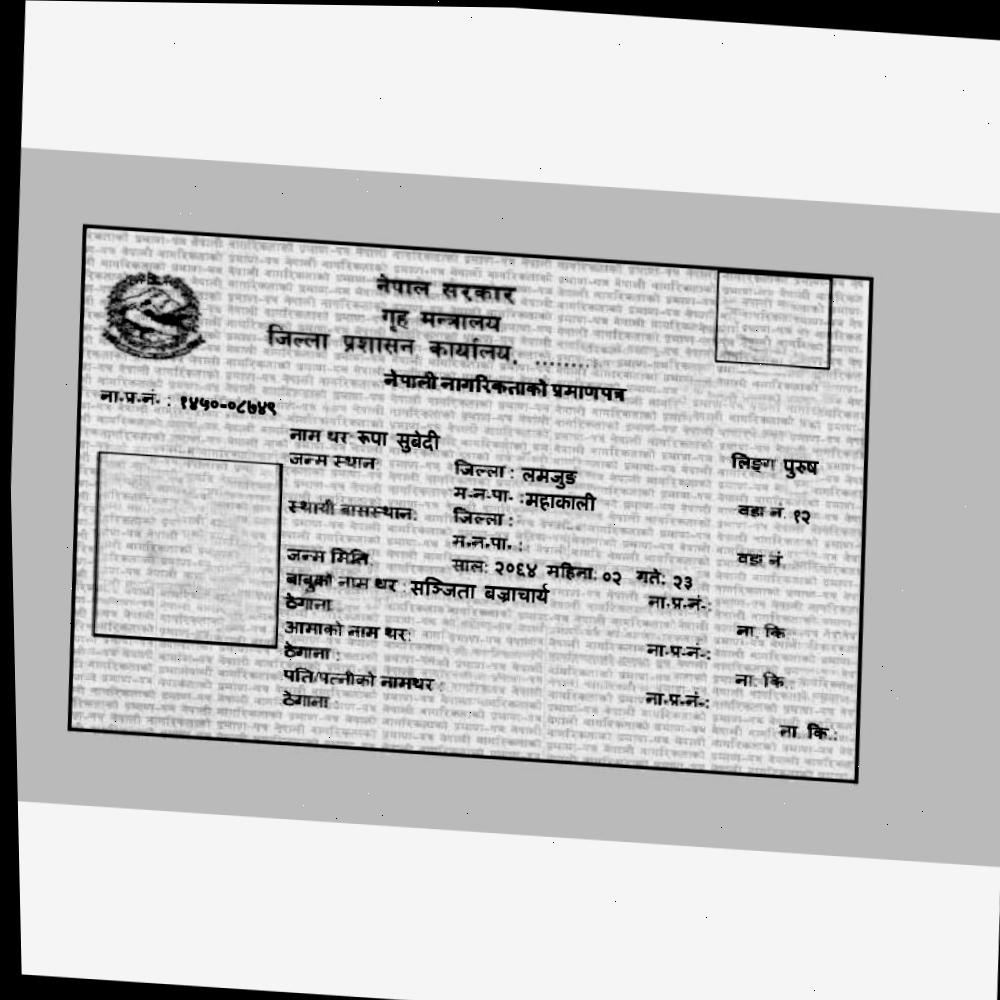 नेपाल सरकार
गृह मन्त्रालय
जिल्ला प्रशासन कार्यालय, ........
नेपाली नागरिकताको प्रमाणपत्र
ना.प्र.नं. : १४५०-०८७४९
नाम थर: रूपा सुबेदी लिङ्ग पुरुष
जन्म स्थान: जिल्ला : लमजुङ
म.न.पा. : महाकाली वडा नं. १२
स्थायी बासस्थान: जिल्ला :
म.न.पा. : वडा नं.
जन्म मिति: साल: २०६४ महिना: ०२ गते: २३
बाबुको नाम थर : सञ्जिता बज्राचार्य ना.प्र.नं.:
ठेगाना : ना. कि.
आमाको नाम थर: ना.प्र.नं.:
ठेगाना : ना. कि.:
पति/पत्नीको नामथर : ना.प्र.नं.:
ठेगाना : ना. कि.: